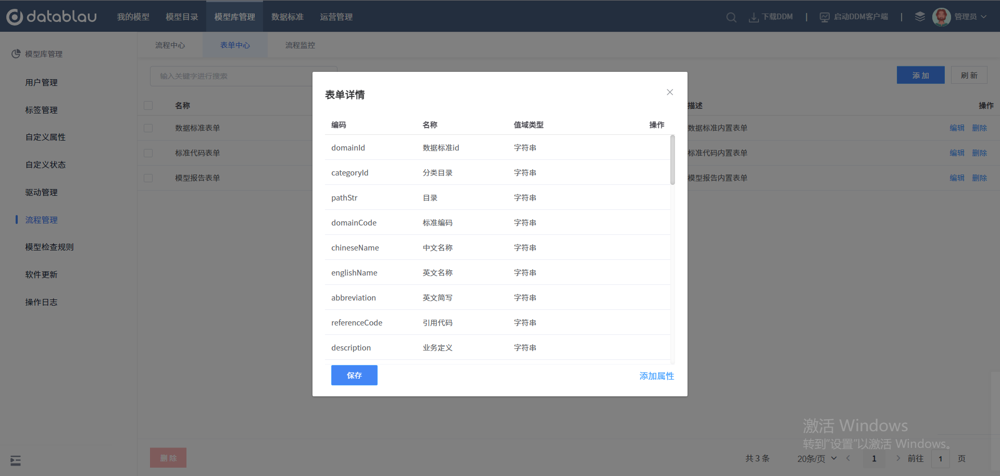 datablau 我的模型 模型目录 模型库管理 数据标准 运营管理 下载DDM | 启动DDM客户端 | 管理员
模型库管理
用户管理
标签管理
自定义属性
自定义状态
驱动管理
流程管理
模型检查规则
软件更新
操作日志
流程中心 表单中心 流程监控
输入关键字进行搜索
添加 刷新
名称 描述 操作
数据标准表单 数据标准内置表单 编辑 删除
标准代码表单 标准代码内置表单 编辑 删除
模型报告表单 模型报告内置表单 编辑 删除
表单详情
编码 名称 值域类型 操作
domainId 数据标准id 字符串
categoryId 分类目录 字符串
pathStr 目录 字符串
domainCode 标准编码 字符串
chineseName 中文名称 字符串
englishName 英文名称 字符串
abbreviation 英文简写 字符串
referenceCode 引用代码 字符串
description 业务定义 字符串
保存 添加属性
激活 Windows
转到“设置”以激活 Windows。
删除 共 3 条 20条/页 1 前往 1 页